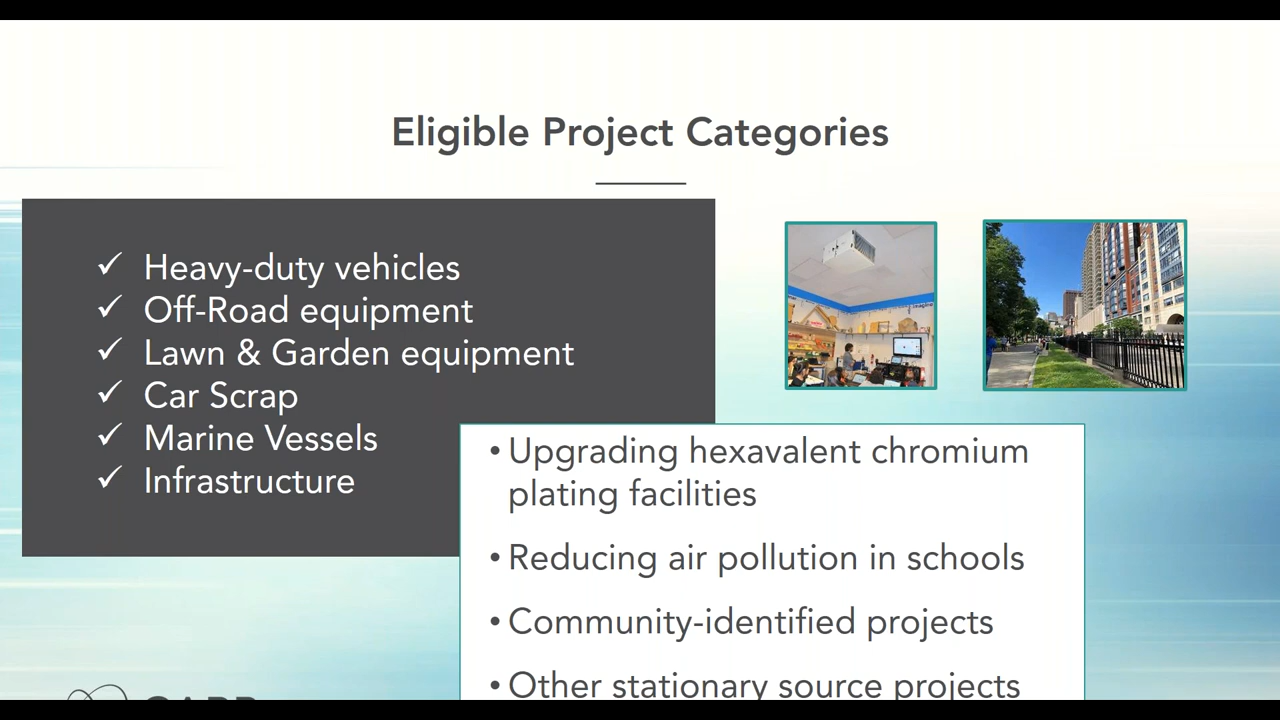 Eligible Project Categories
✓ Heavy-duty vehicles
✓ Off-Road equipment
✓ Lawn & Garden equipment
✓ Car Scrap
✓ Marine Vessels
✓ Infrastructure
• Upgrading hexavalent chromium
plating facilities
• Reducing air pollution in schools
• Community-identified projects
• Other stationary source projects